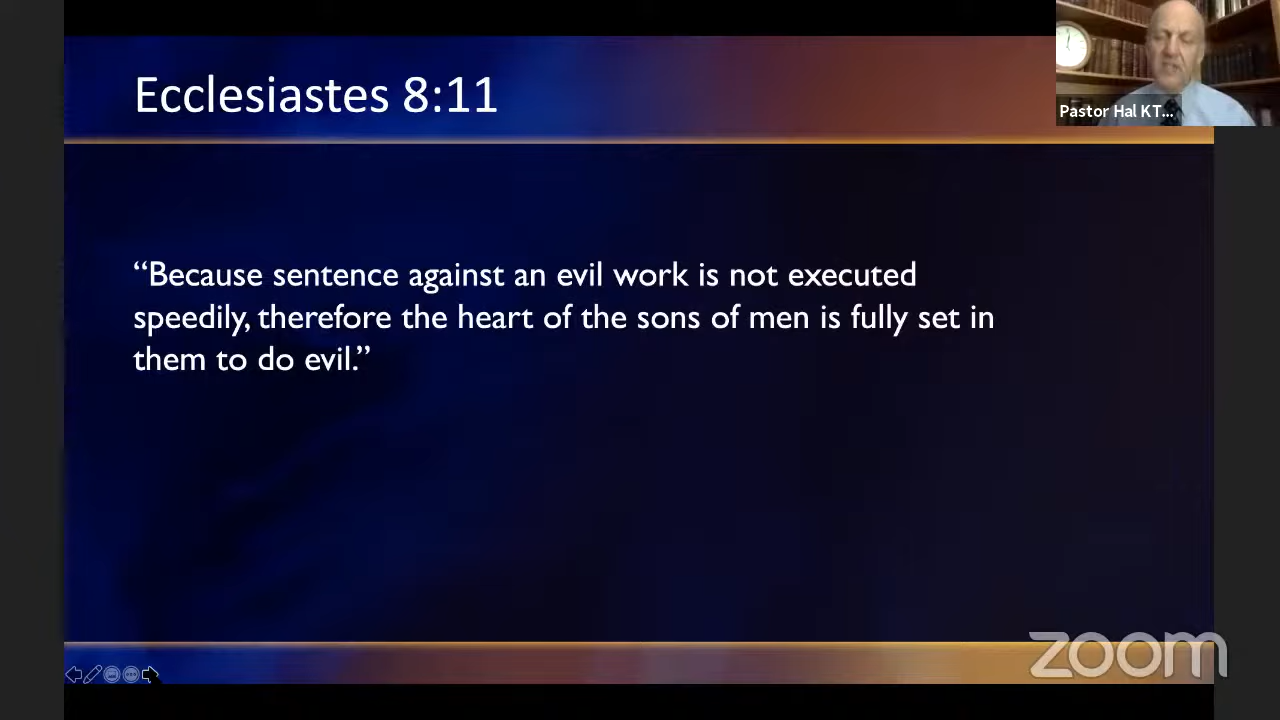 Ecclesiastes 8:11
Pastor Hal KT...
“Because sentence against an evil work is not executed
speedily, therefore the heart of the sons of men is fully set in
them to do evil.”
zoom